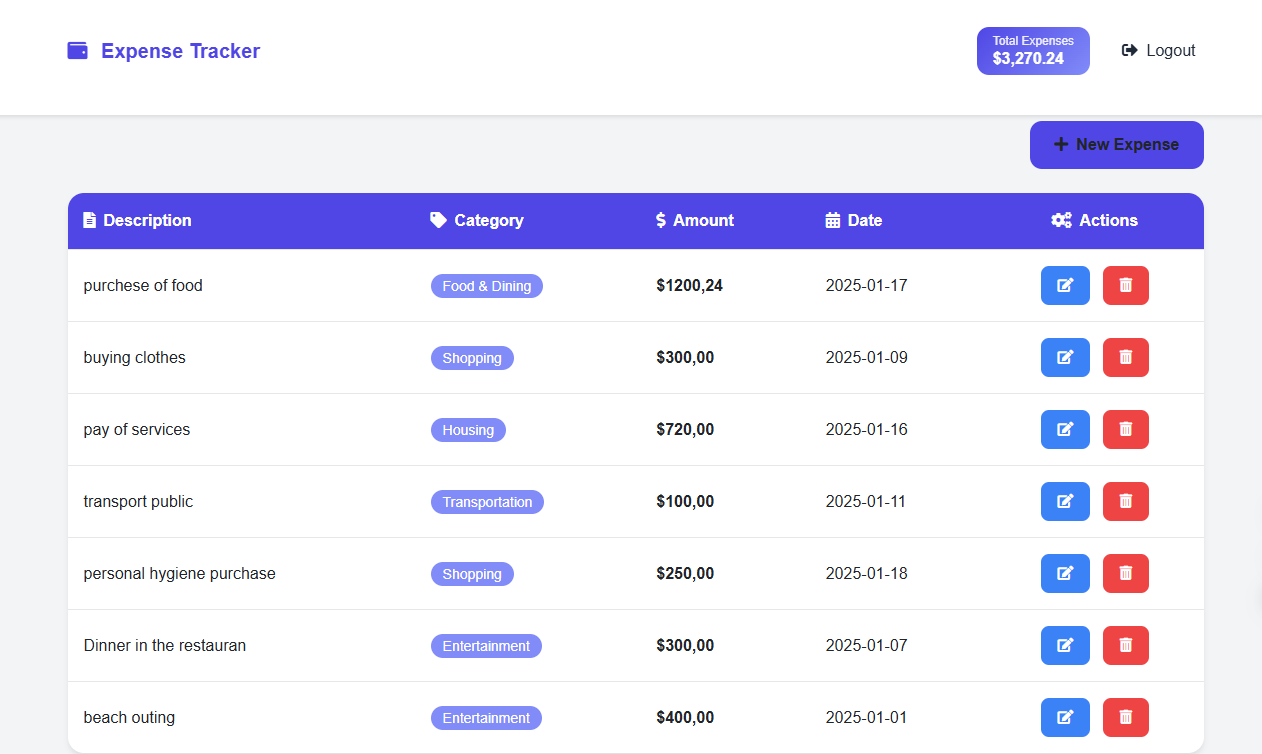 Expense Tracker
Total Expenses
$3,270.24
Logout
New Expense
Description Category Amount Date Actions
purchese of food Food & Dining $1200,24 2025-01-17
buying clothes Shopping $300,00 2025-01-09
pay of services Housing $720,00 2025-01-16
transport public Transportation $100,00 2025-01-11
personal hygiene purchase Shopping $250,00 2025-01-18
Dinner in the restauran Entertainment $300,00 2025-01-07
beach outing Entertainment $400,00 2025-01-01